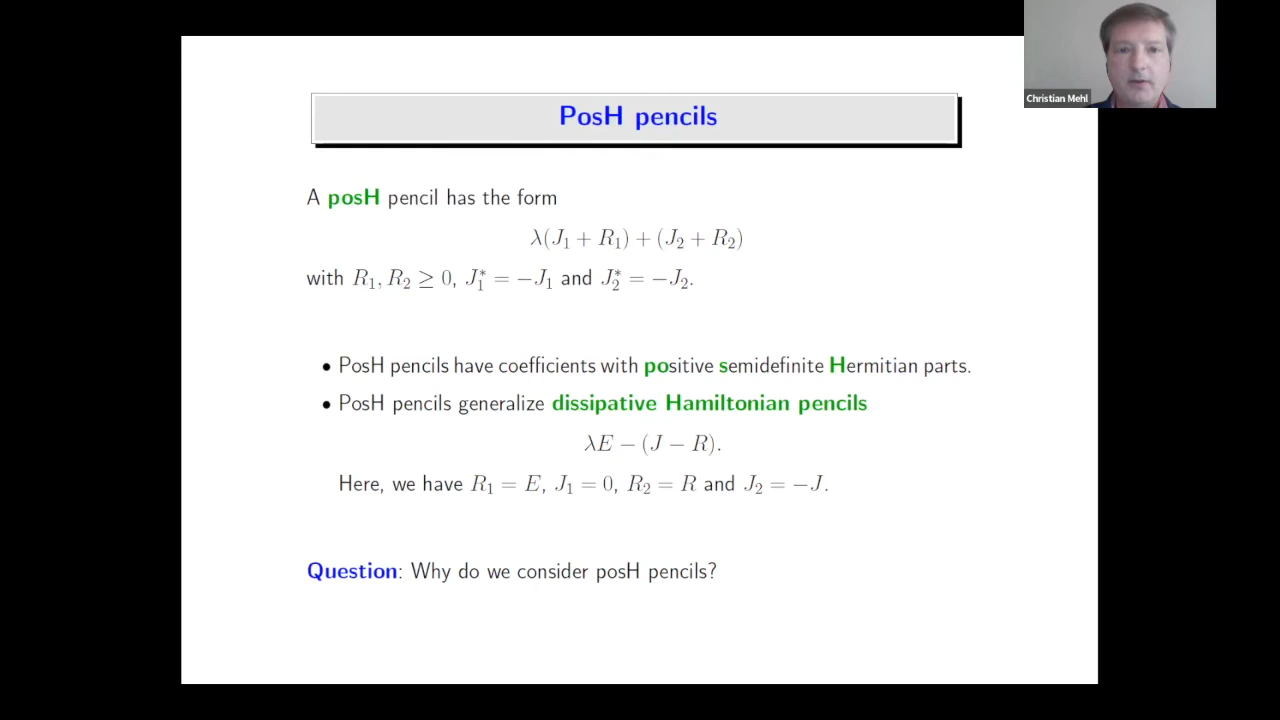 Christian Mehl
PosH pencils
A posH pencil has the form
λ(J₁ + R₁) + (J₂ + R₂)
with R₁, R₂ ≥ 0, J₁* = −J₁ and J₂* = −J₂.
• PosH pencils have coefficients with positive semidefinite Hermitian parts.
• PosH pencils generalize dissipative Hamiltonian pencils
λE − (J − R).
Here, we have R₁ = E, J₁ = 0, R₂ = R and J₂ = −J.
Question: Why do we consider posH pencils?